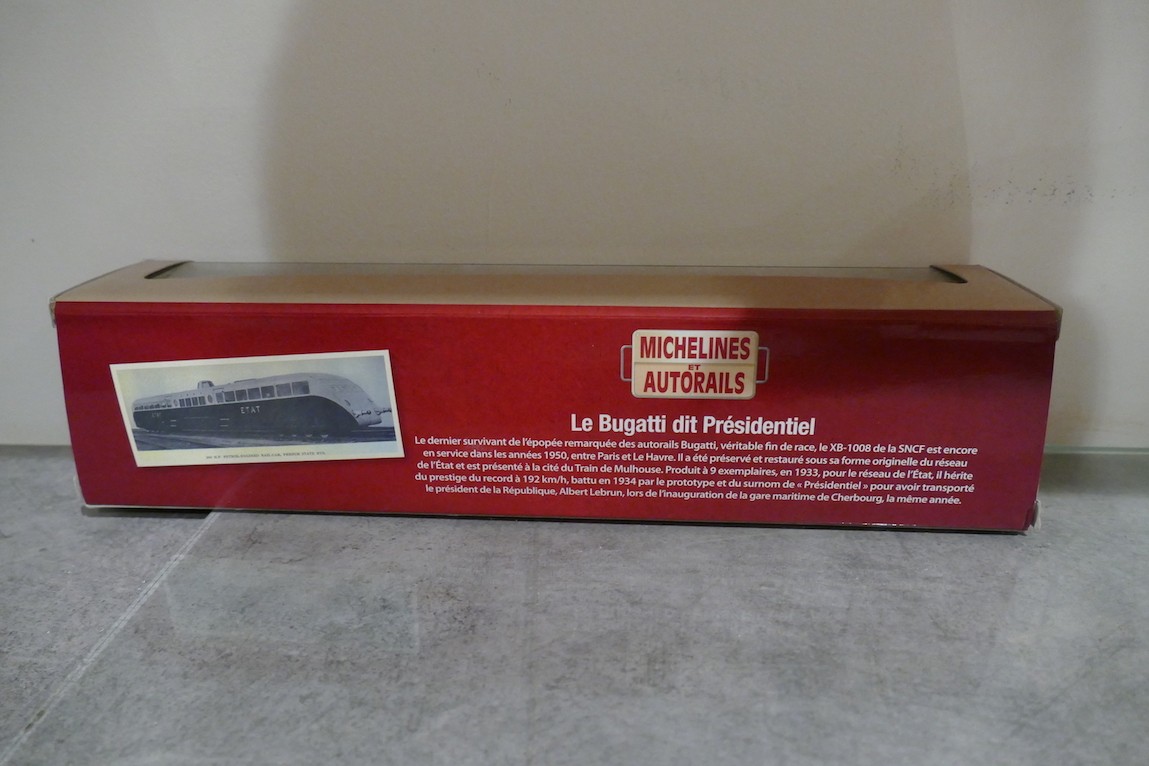 MICHELINES
ET
AUTORAILS
Le Bugatti dit Présidentiel
Le dernier survivant de l'épopée remarquée des autorails Bugatti, véritable fin de race, le XB-1008 de la SNCF est encore
en service dans les années 1950, entre Paris et Le Havre. Il a été préservé et restauré sous sa forme originelle du réseau
de l'État et est présenté à la cité du Train de Mulhouse. Produit à 9 exemplaires, en 1933, pour le réseau de l'État, il hérite
du prestige du record à 192 km/h, battu en 1934 par le prototype et du surnom de « Présidentiel » pour avoir transporté
le président de la République, Albert Lebrun, lors de l'inauguration de la gare maritime de Cherbourg, la même année.
ETAT